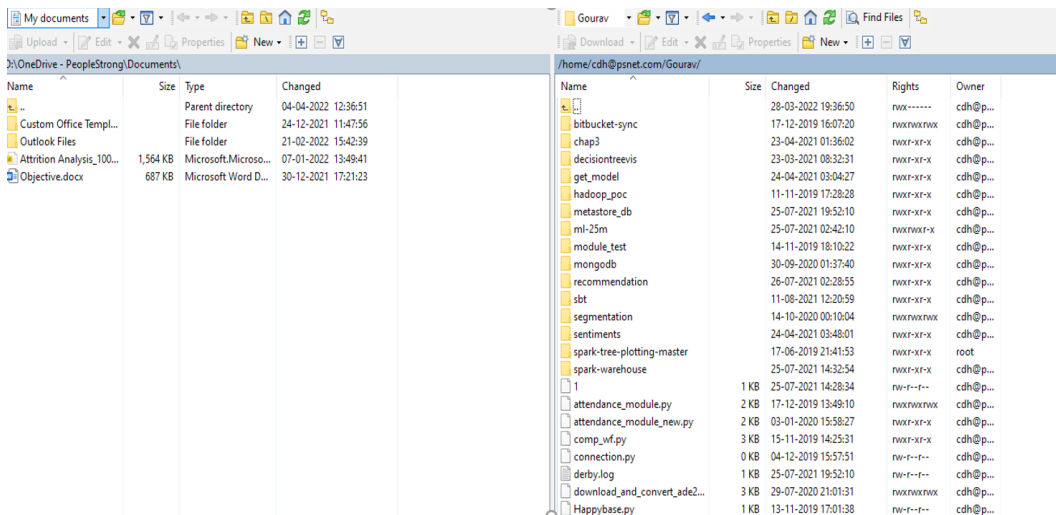 My documents
Upload Edit Properties New
D:\OneDrive - PeopleStrong\Documents\
Name Size Type Changed
.. Parent directory 04-04-2022 12:36:51
Custom Office Templ... File folder 24-12-2021 11:47:56
Outlook Files File folder 21-02-2022 15:42:39
Attrition Analysis_100... 1,564 KB Microsoft.Microso... 07-01-2022 13:49:41
Objective.docx 687 KB Microsoft Word D... 30-12-2021 17:21:23
Gourav Find Files
Download Edit Properties New
/home/cdh@psnet.com/Gourav/
Name Size Changed Rights Owner
.. 28-03-2022 19:36:50 rwx------ cdh@p...
bitbucket-sync 17-12-2019 16:07:20 rwxrwxrwx cdh@p...
chap3 23-04-2021 01:36:02 rwxr-xr-x cdh@p...
decisiontreevis 23-03-2021 08:32:31 rwxr-xr-x cdh@p...
get_model 24-04-2021 03:04:27 rwxr-xr-x cdh@p...
hadoop_poc 11-11-2019 17:28:28 rwxr-xr-x cdh@p...
metastore_db 25-07-2021 19:52:10 rwxr-xr-x cdh@p...
ml-25m 25-07-2021 02:42:10 rwxrwxr-x cdh@p...
module_test 14-11-2019 18:10:22 rwxr-xr-x cdh@p...
mongodb 30-09-2020 01:37:40 rwxr-xr-x cdh@p...
recommendation 26-07-2021 02:28:55 rwxr-xr-x cdh@p...
sbt 11-08-2021 12:20:59 rwxr-xr-x cdh@p...
segmentation 14-10-2020 00:10:04 rwxrwxrwx cdh@p...
sentiments 24-04-2021 03:48:01 rwxr-xr-x cdh@p...
spark-tree-plotting-master 17-06-2019 21:41:53 rwxr-xr-x root
spark-warehouse 25-07-2021 14:32:54 rwxr-xr-x cdh@p...
1 1 KB 25-07-2021 14:28:34 rw-r--r-- cdh@p...
attendance_module.py 2 KB 17-12-2019 13:49:10 rwxrwxrwx cdh@p...
attendance_module_new.py 2 KB 03-01-2020 15:58:27 rwxr-xr-x cdh@p...
comp_wf.py 3 KB 15-11-2019 14:25:31 rwxr-xr-x cdh@p...
connection.py 0 KB 04-12-2019 15:57:51 rw-r--r-- cdh@p...
derby.log 1 KB 25-07-2021 19:52:10 rw-r--r-- cdh@p...
download_and_convert_ade2... 3 KB 29-07-2020 21:01:31 rwxrwxrwx cdh@p...
Happybase.py 1 KB 13-11-2019 17:01:38 rw-r--r-- cdh@p...